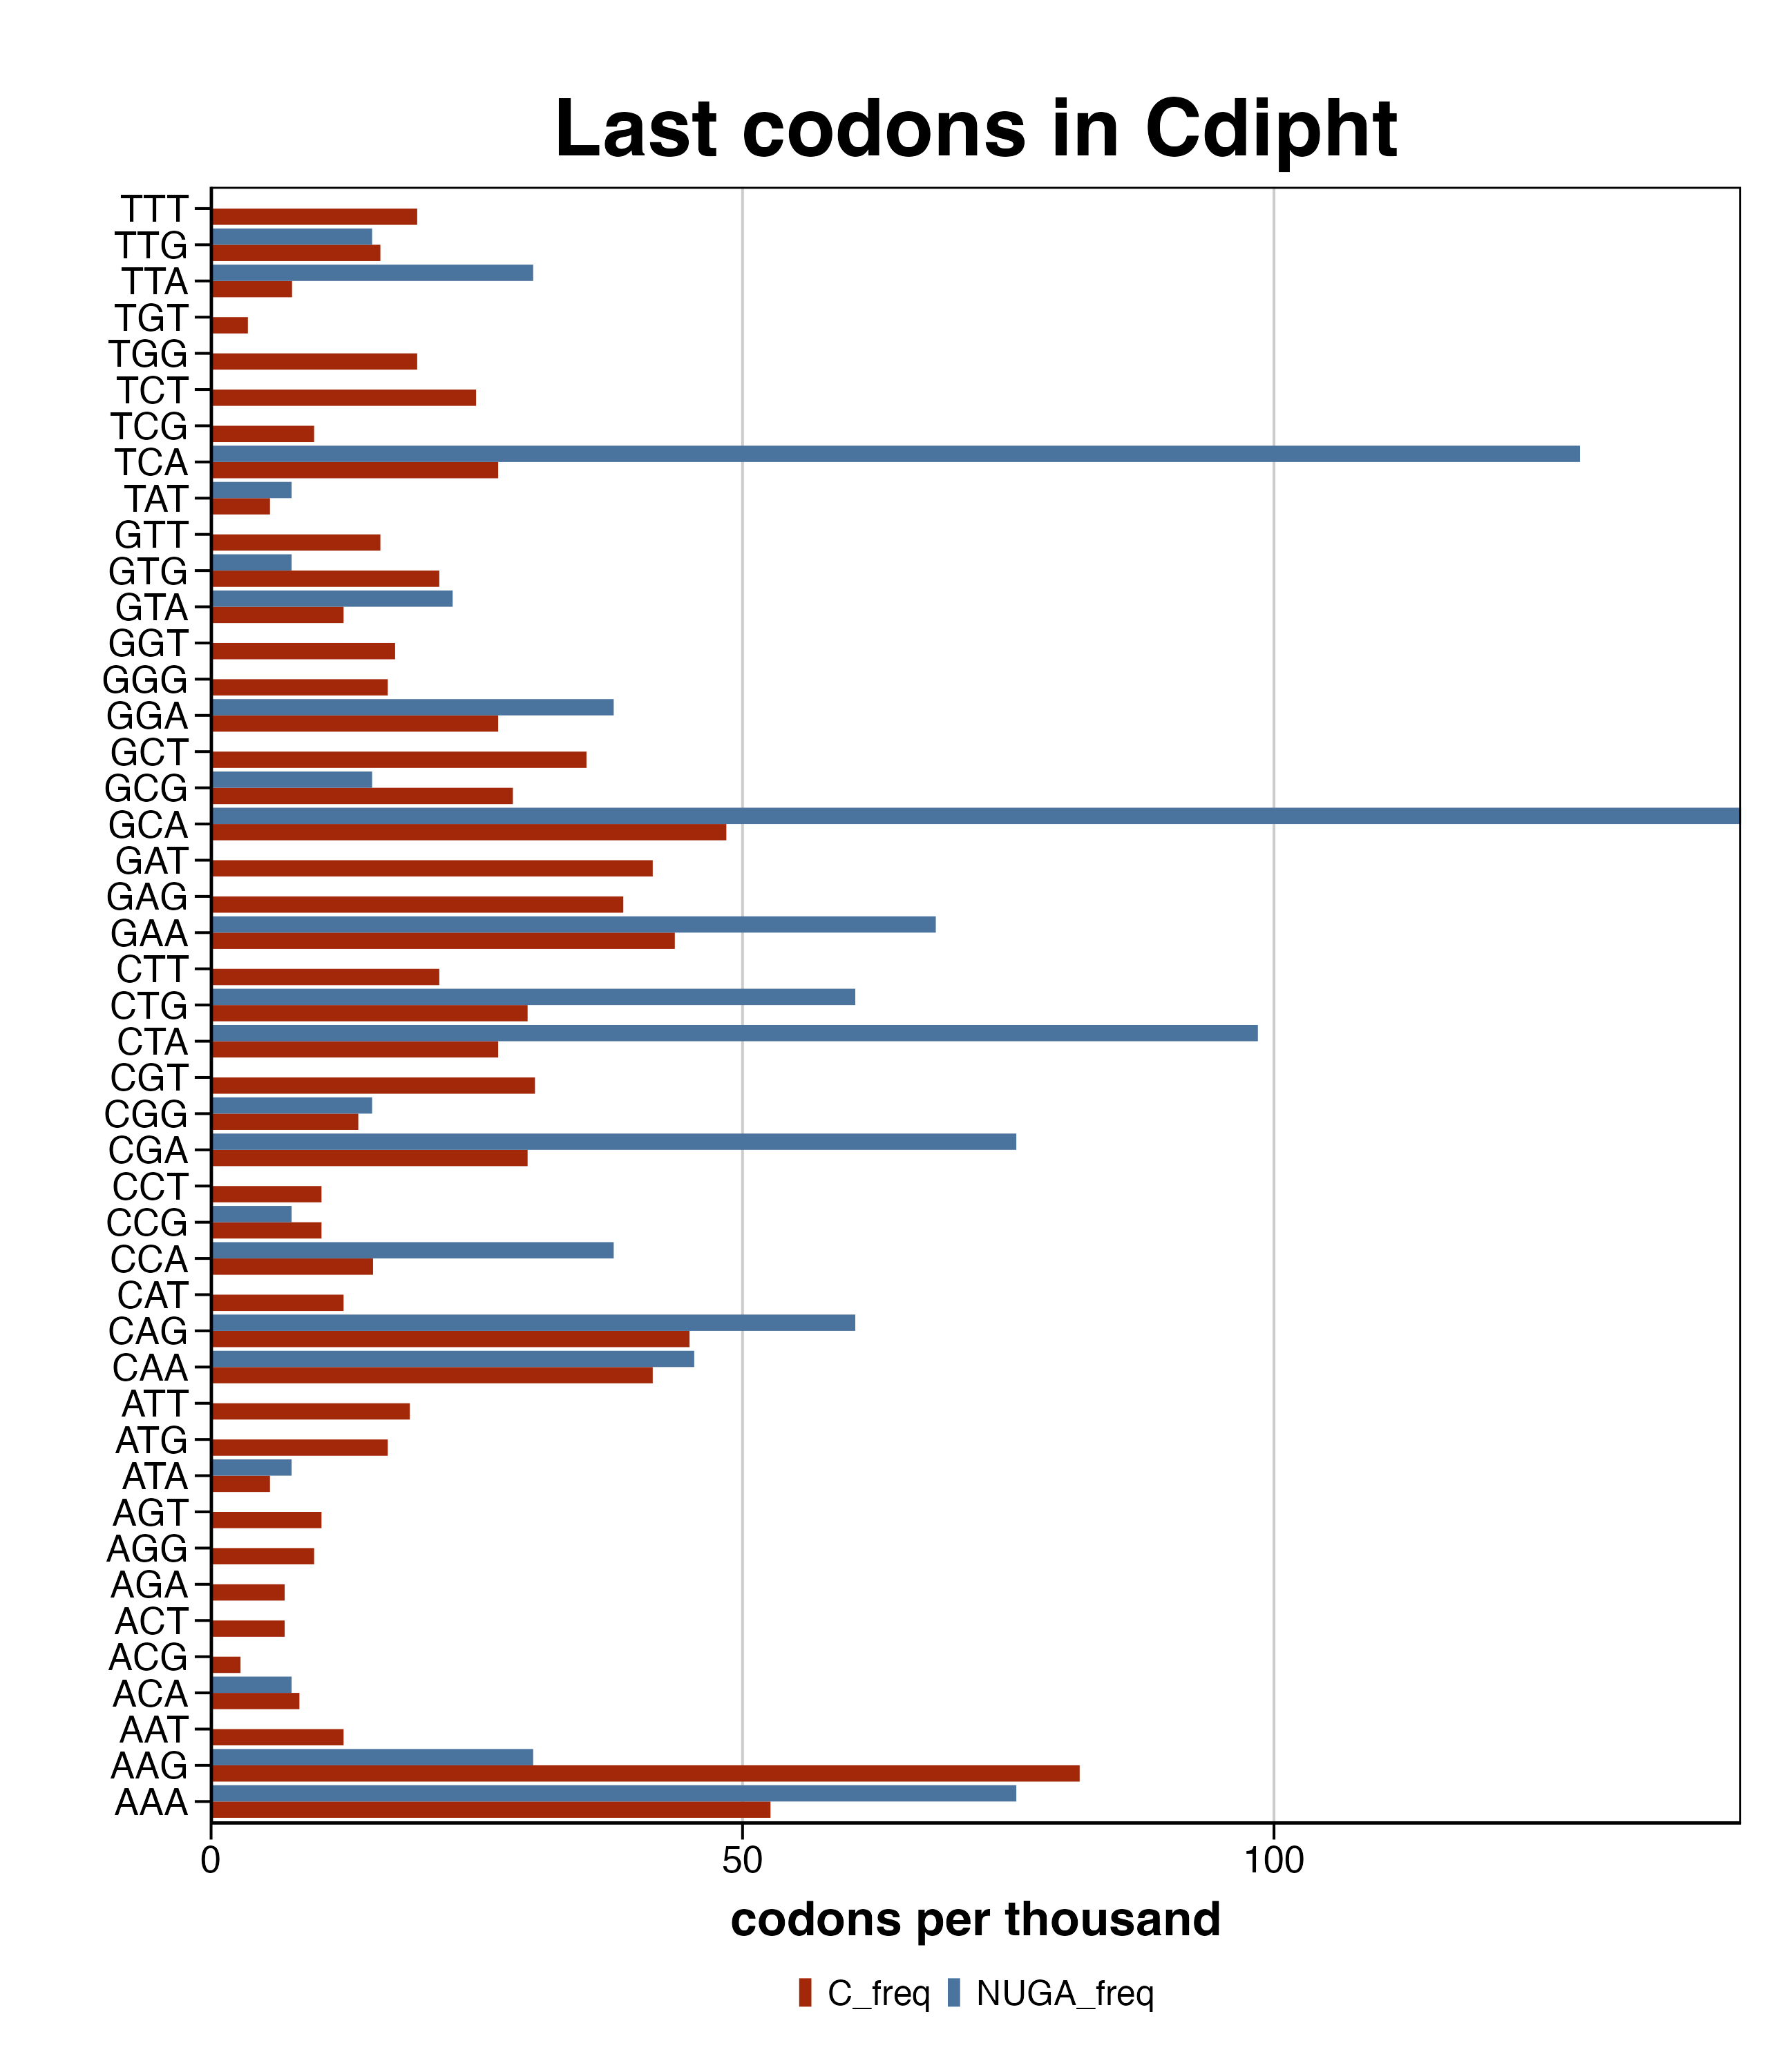 Last codons in Cdipht
TTT
TTG
TTA
TGT
TGG
TCT
TCG
TCA
TAT
GTT
GTG
GTA
GGT
GGG
GGA
GCT
GCG
GCA
GAT
GAG
GAA
CTT
CTG
CTA
CGT
CGG
CGA
CCT
CCG
CCA
CAT
CAG
CAA
ATT
ATG
ATA
AGT
AGG
AGA
ACT
ACG
ACA
AAT
AAG
AAA
0 50 100
codons per thousand
C_freq NUGA_freq